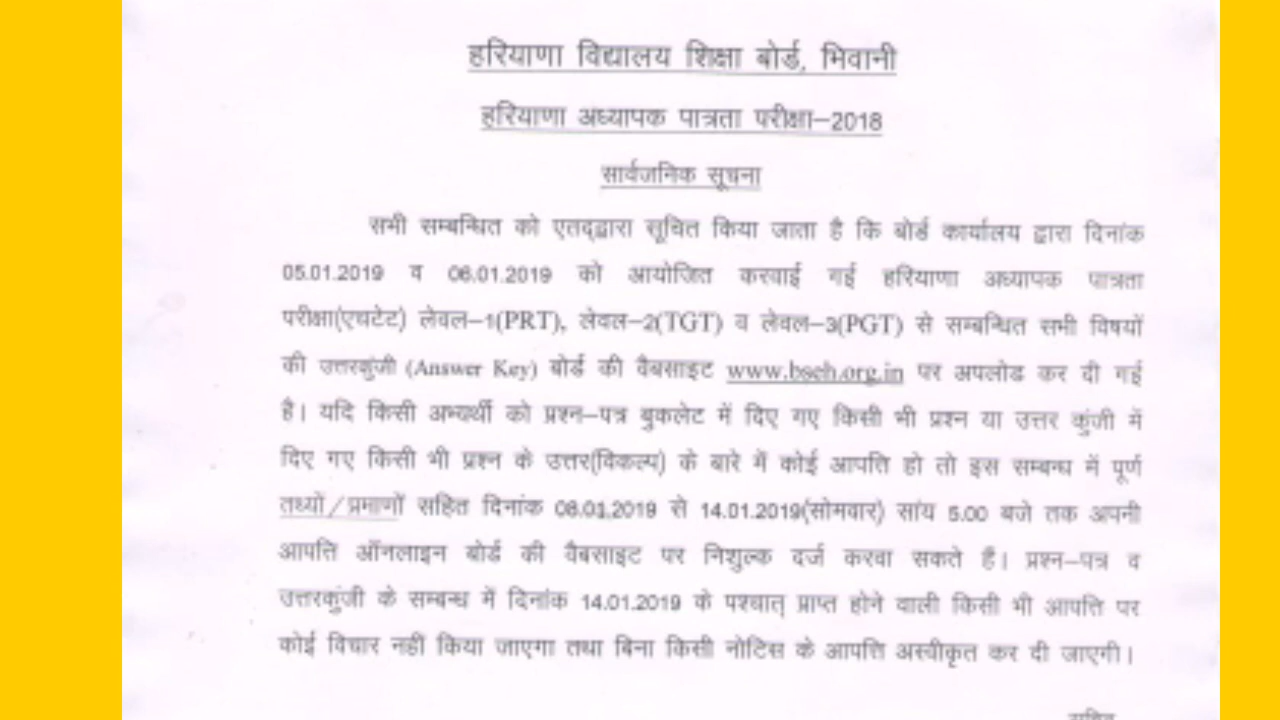 हरियाणा विद्यालय शिक्षा बोर्ड, भिवानी
हरियाणा अध्यापक पात्रता परीक्षा–2018
सार्वजनिक सूचना
सभी सम्बन्धित को एतद्द्वारा सूचित किया जाता है कि बोर्ड कार्यालय द्वारा दिनांक
05.01.2019 व 06.01.2019 को आयोजित करवाई गई हरियाणा अध्यापक पात्रता
परीक्षा(एचटेट) लेवल–1(PRT), लेवल–2(TGT) व लेवल–3(PGT) से सम्बन्धित सभी विषयों
की उत्तरकुंजी (Answer Key) बोर्ड की वैबसाइट www.bseh.org.in पर अपलोड कर दी गई
है। यदि किसी अभ्यर्थी को प्रश्न–पत्र बुकलेट में दिए गए किसी भी प्रश्न या उत्तर कुंजी में
दिए गए किसी भी प्रश्न के उत्तर(विकल्प) के बारे में कोई आपति हो तो इस सम्बन्ध में पूर्ण
तथ्यों/प्रमाणों सहित दिनांक 08.01.2019 से 14.01.2019(सोमवार) सांय 5.00 बजे तक अपनी
आपति ऑनलाइन बोर्ड की वैबसाइट पर निशुल्क दर्ज करवा सकते हैं। प्रश्न–पत्र व
उत्तरकुंजी के सम्बन्ध में दिनांक 14.01.2019 के पश्चात् प्राप्त होने वाली किसी भी आपत्ति पर
कोई विचार नहीं किया जाएगा तथा बिना किसी नोटिस के आपत्ति अस्वीकृत कर दी जाएगी।